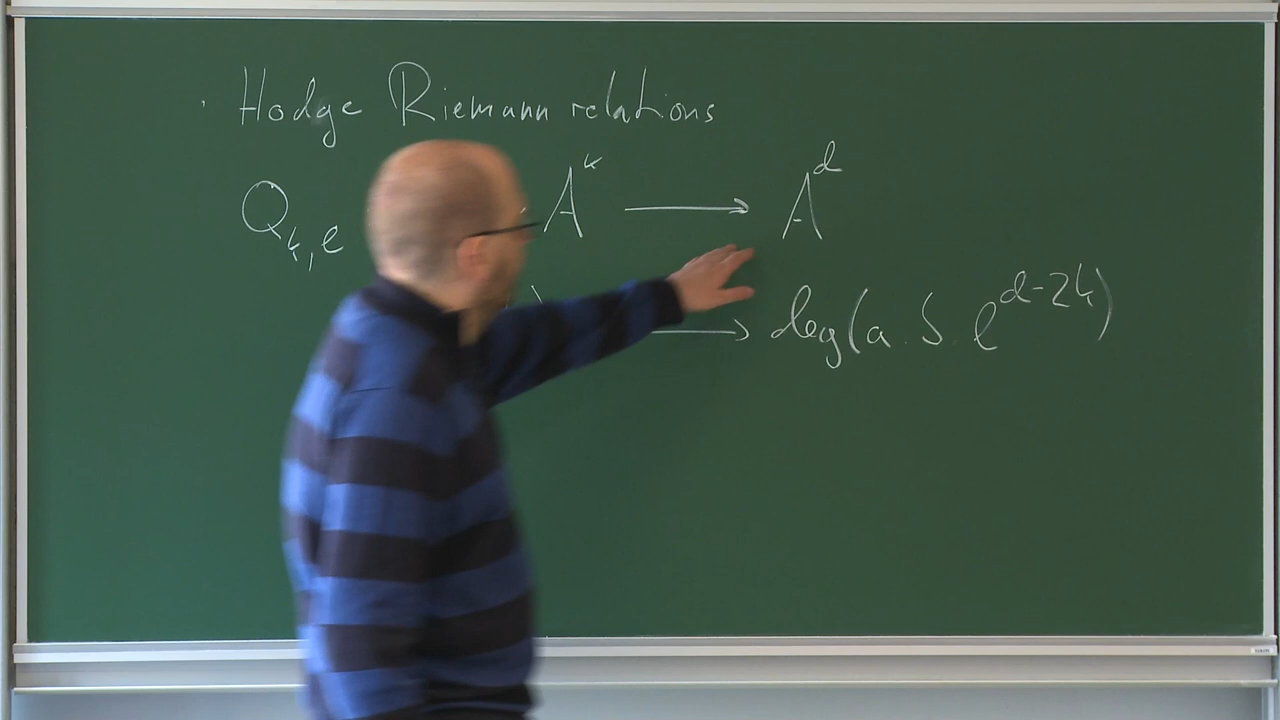 · Hodge Riemann relations
Q_{k,ℓ} A^k ⟶ A^d
) ⟶ deg(a · b · ℓ^{d-2k})